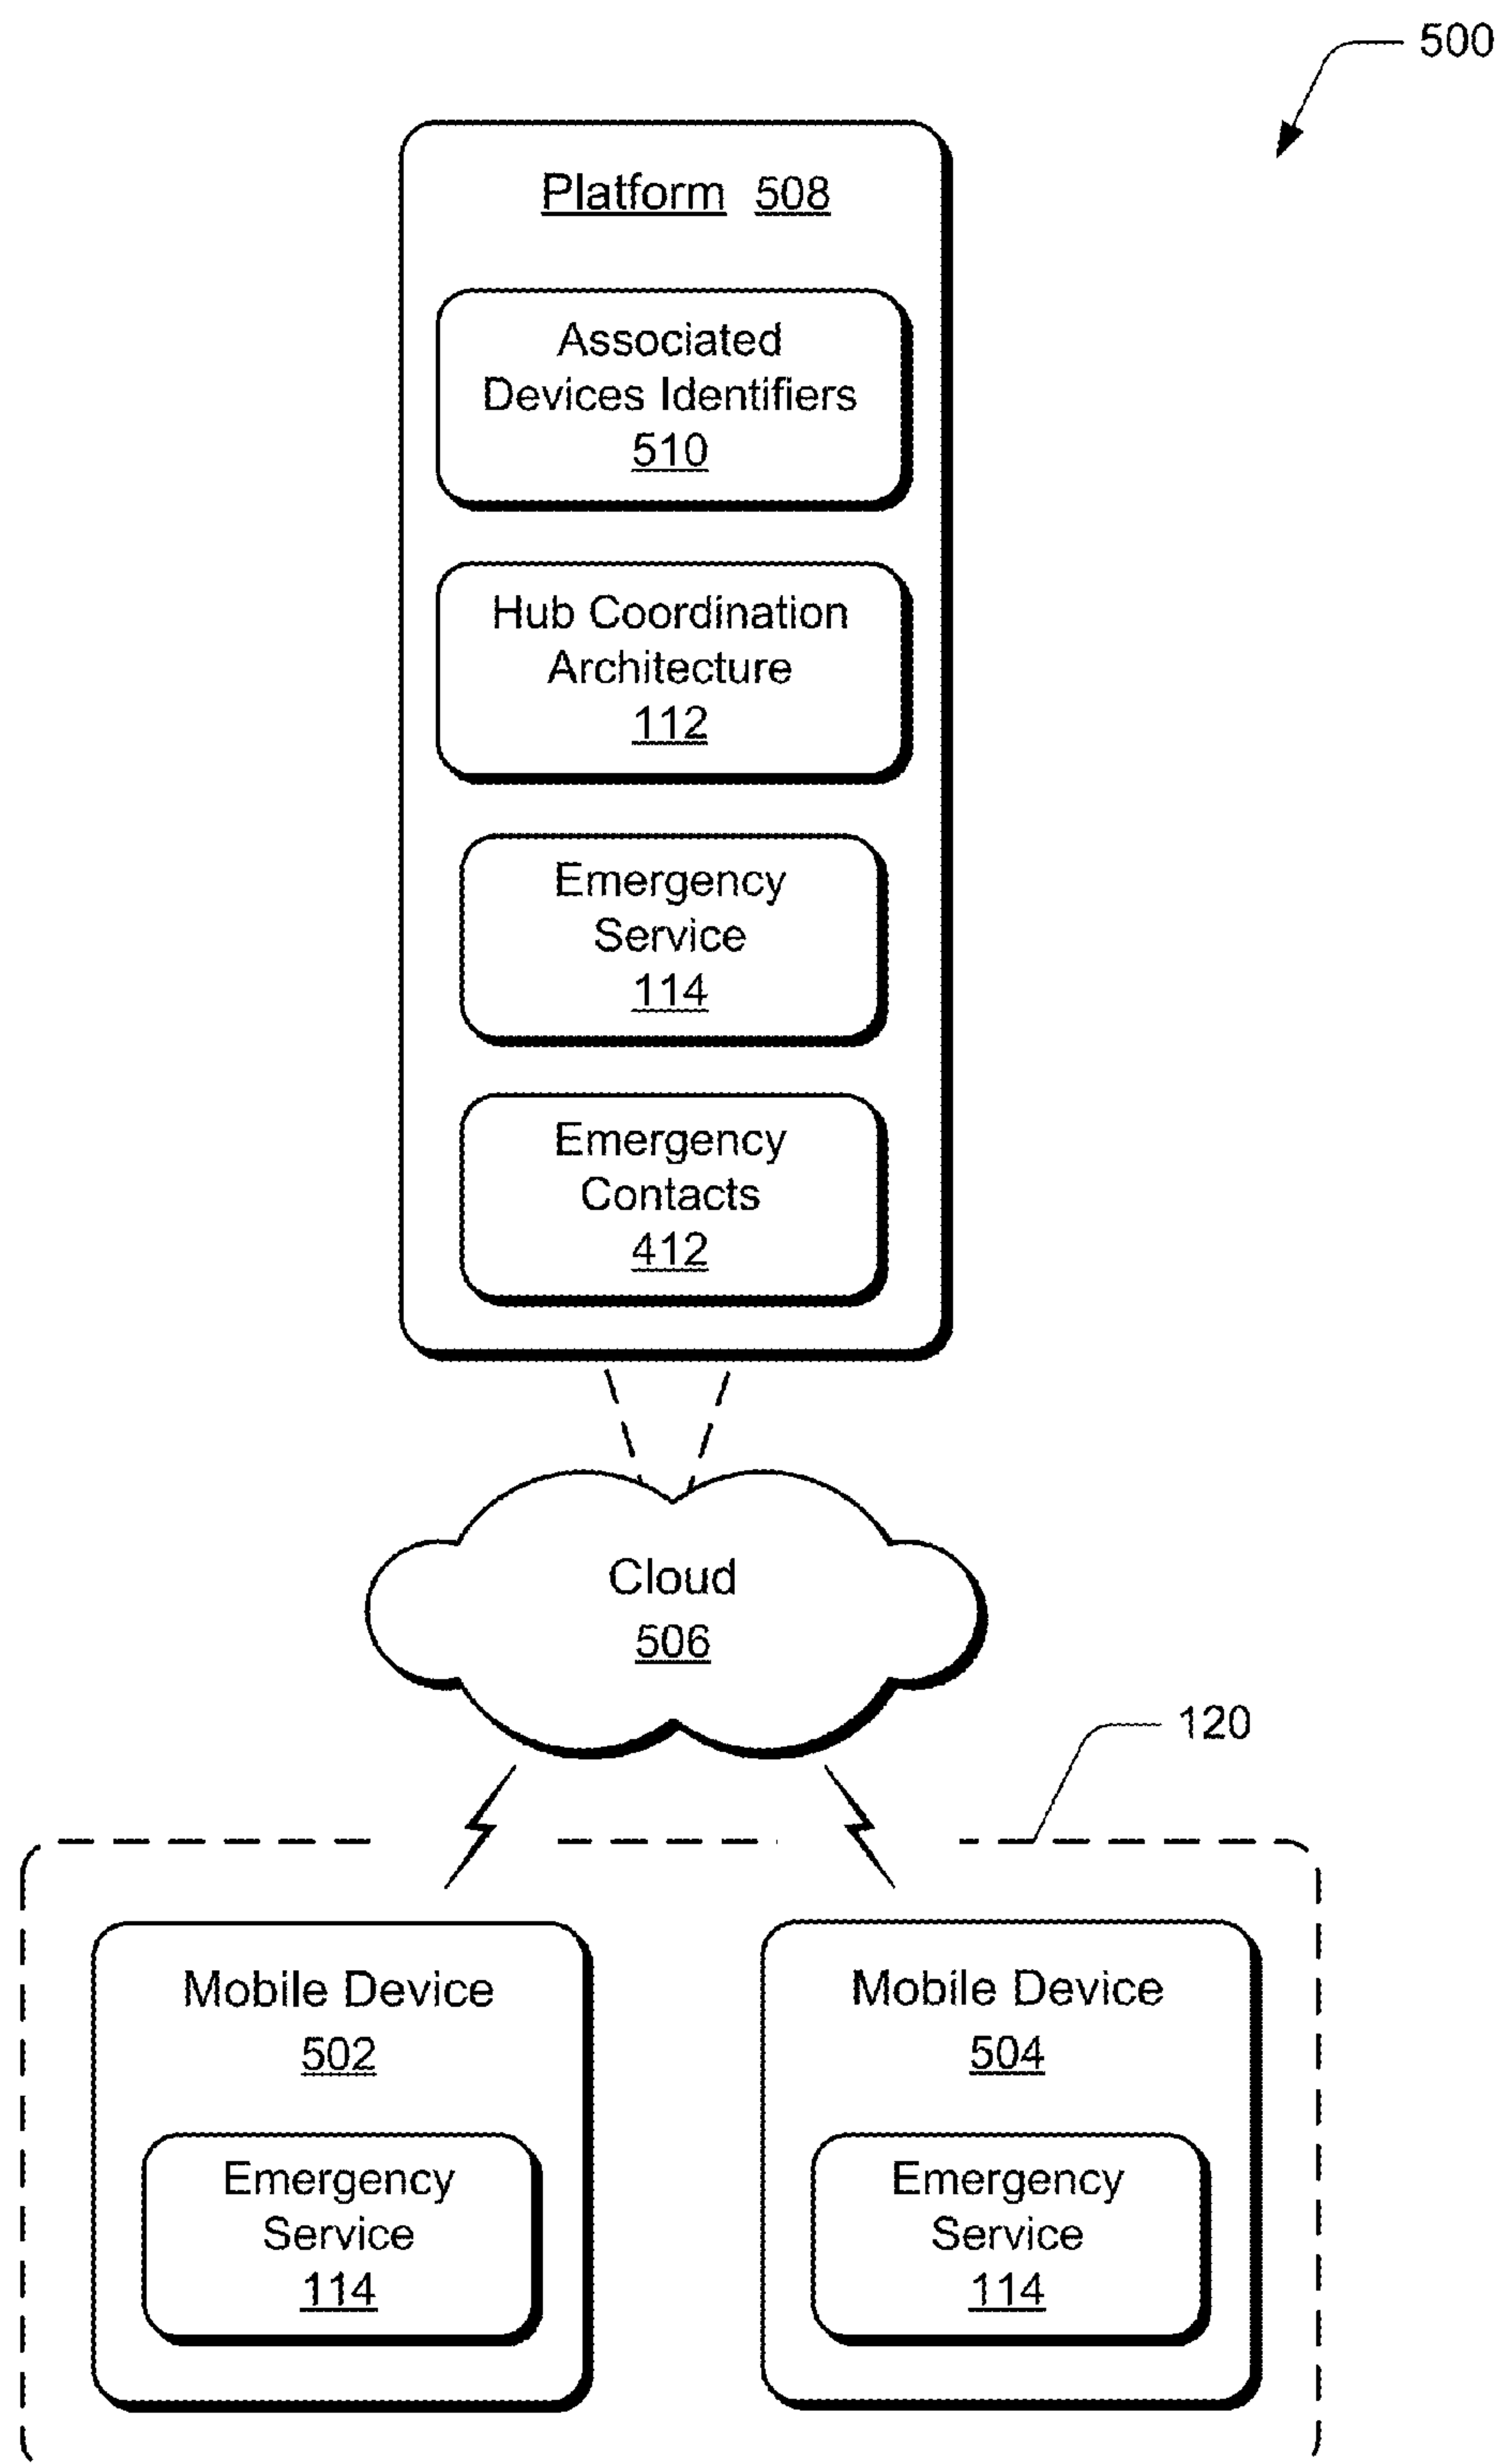 500
Platform 508
Associated
Devices Identifiers
510
Hub Coordination
Architecture
112
Emergency
Service
114
Emergency
Contacts
412
Cloud
506
120
Mobile Device
502
Emergency
Service
114
Mobile Device
504
Emergency
Service
114